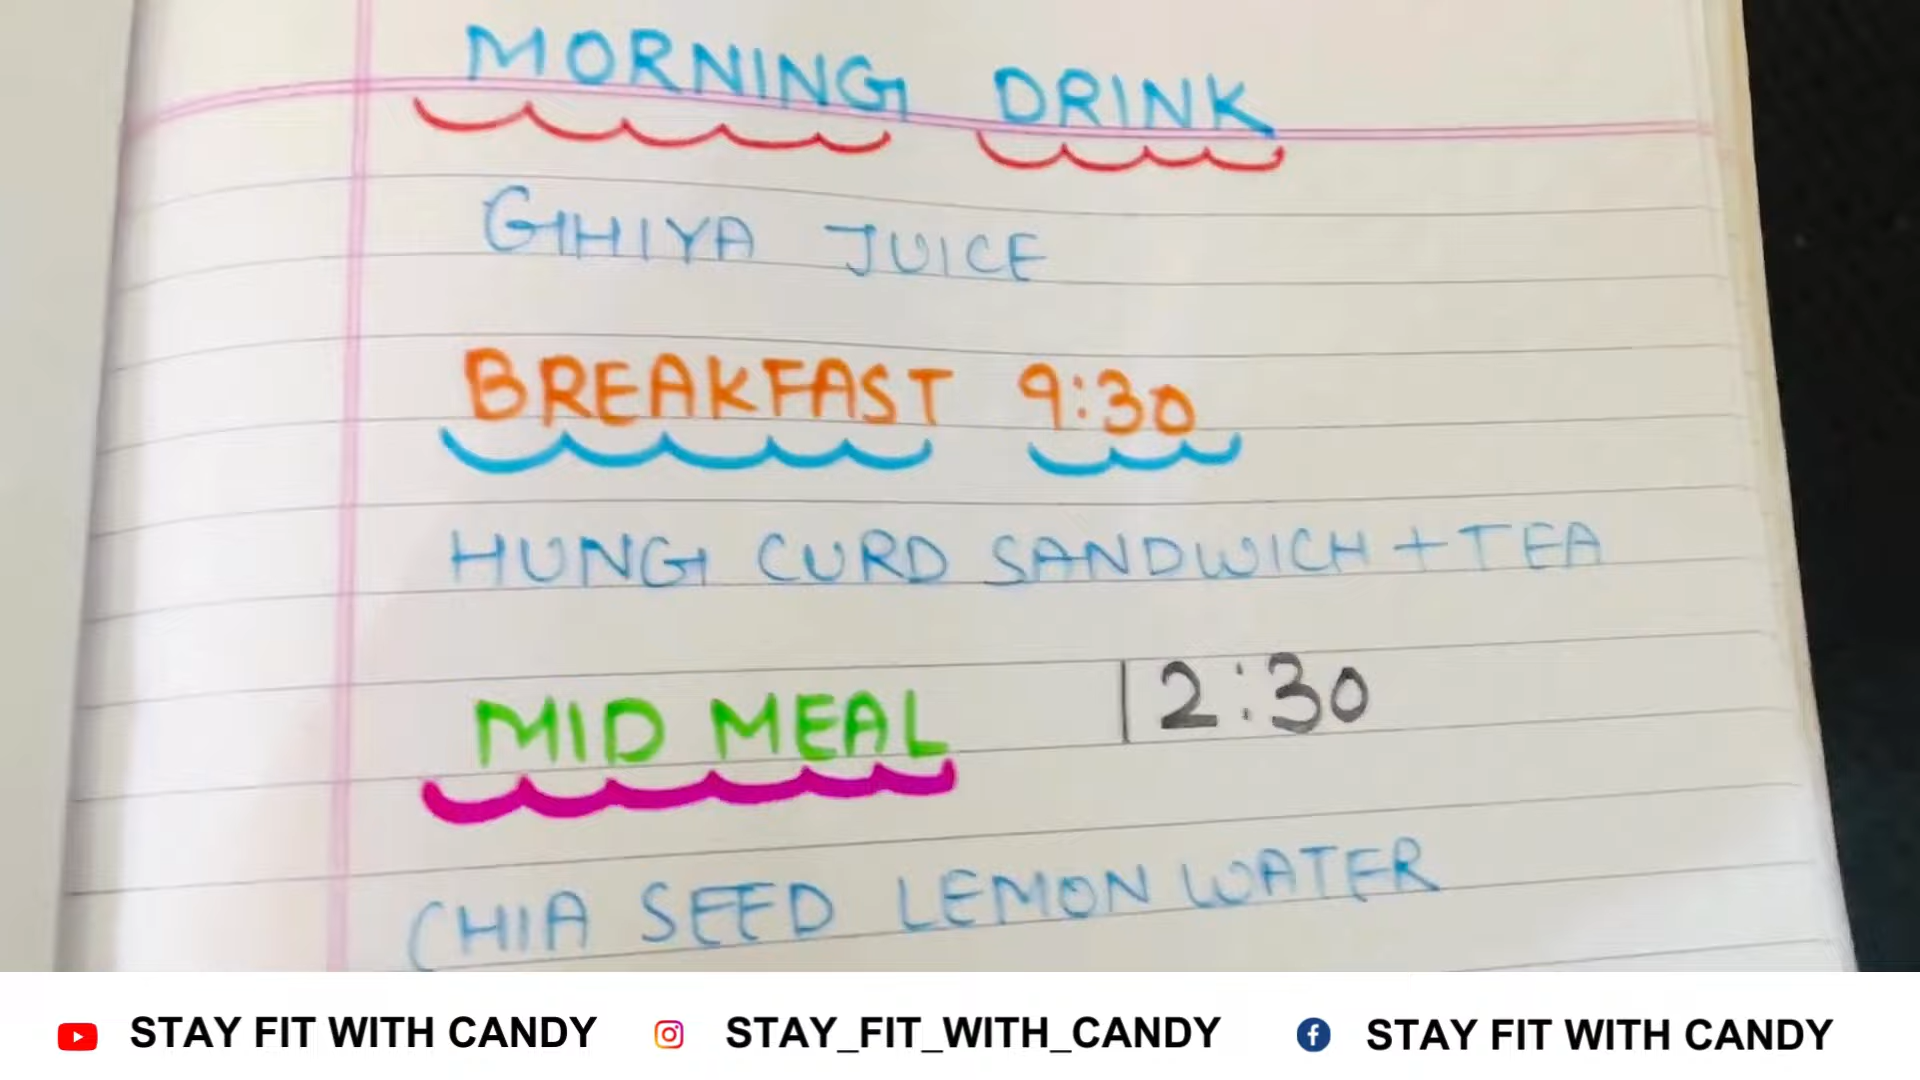 MORNING DRINK
GHIYA JUICE
BREAKFAST 9:30
HUNG CURD SANDWICH + TEA
MID MEAL 12:30
CHIA SEED LEMON WATER
STAY FIT WITH CANDY STAY_FIT_WITH_CANDY STAY FIT WITH CANDY